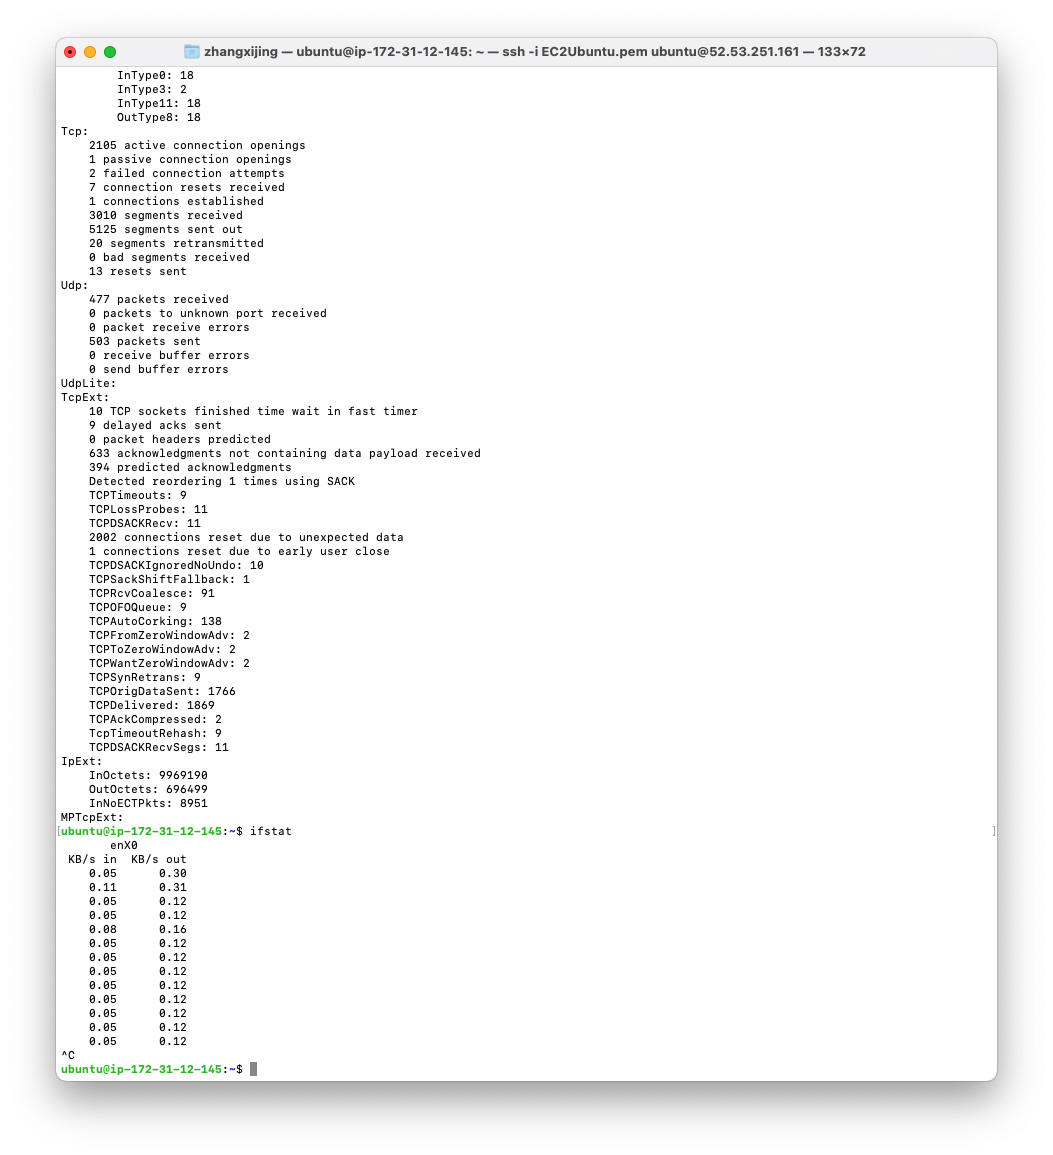 zhangxijing — ubuntu@ip-172-31-12-145: ~ — ssh -i EC2Ubuntu.pem ubuntu@52.53.251.161 — 133×72
InType0: 18
InType3: 2
InType11: 18
OutType8: 18
Tcp:
2105 active connection openings
1 passive connection openings
2 failed connection attempts
7 connection resets received
1 connections established
3010 segments received
5125 segments sent out
20 segments retransmitted
0 bad segments received
13 resets sent
Udp:
477 packets received
0 packets to unknown port received
0 packet receive errors
503 packets sent
0 receive buffer errors
0 send buffer errors
UdpLite:
TcpExt:
10 TCP sockets finished time wait in fast timer
9 delayed acks sent
0 packet headers predicted
633 acknowledgments not containing data payload received
394 predicted acknowledgments
Detected reordering 1 times using SACK
TCPTimeouts: 9
TCPLossProbes: 11
TCPDSACKRecv: 11
2002 connections reset due to unexpected data
1 connections reset due to early user close
TCPDSACKIgnoredNoUndo: 10
TCPSackShiftFallback: 1
TCPRcvCoalesce: 91
TCPOFOQueue: 9
TCPAutoCorking: 138
TCPFromZeroWindowAdv: 2
TCPToZeroWindowAdv: 2
TCPWantZeroWindowAdv: 2
TCPSynRetrans: 9
TCPOrigDataSent: 1766
TCPDelivered: 1869
TCPAckCompressed: 2
TcpTimeoutRehash: 9
TCPDSACKRecvSegs: 11
IpExt:
InOctets: 9969190
OutOctets: 696499
InNoECTPkts: 8951
MPTcpExt:
[ubuntu@ip-172-31-12-145:~$ ifstat ]
enX0
KB/s in KB/s out
0.05 0.30
0.11 0.31
0.05 0.12
0.05 0.12
0.08 0.16
0.05 0.12
0.05 0.12
0.05 0.12
0.05 0.12
0.05 0.12
0.05 0.12
0.05 0.12
0.05 0.12
^C
ubuntu@ip-172-31-12-145:~$